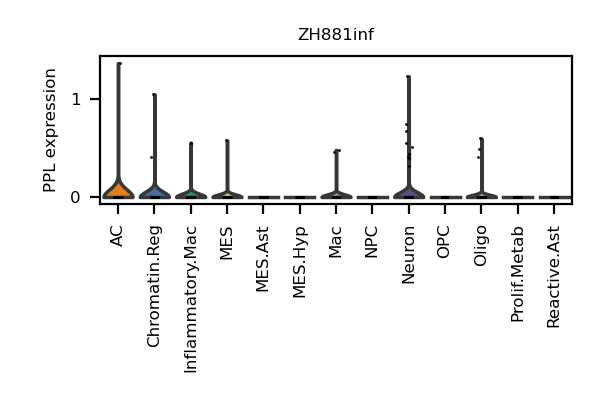 ZH881inf
PPL expression
1
0
AC
Chromatin.Reg
Inflammatory.Mac
MES
MES.Ast
MES.Hyp
Mac
NPC
Neuron
OPC
Oligo
Prolif.Metab
Reactive.Ast